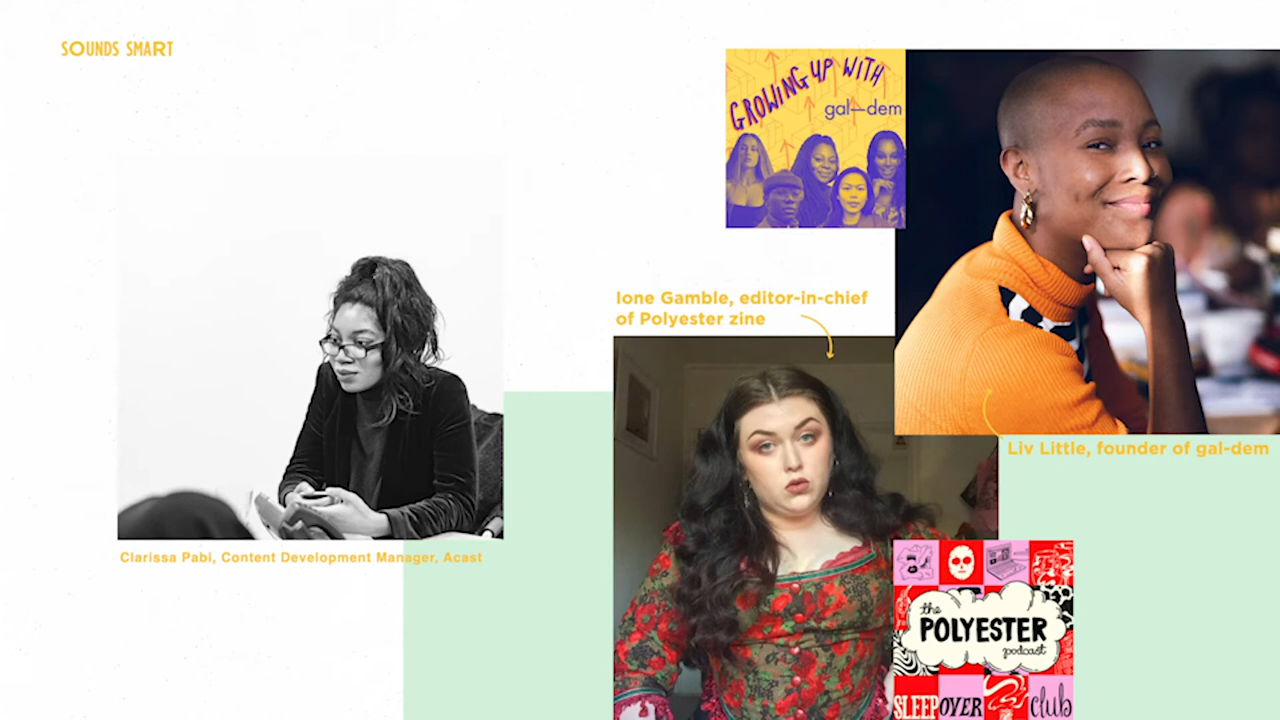 SOUNDS SMART
GROWING UP WITH
gal-dem
Ione Gamble, editor-in-chief
of Polyester zine
Liv Little, founder of gal-dem
Clarissa Pabi, Content Development Manager, Acast
the
POLYESTER
podcast
SLEEPOVER club